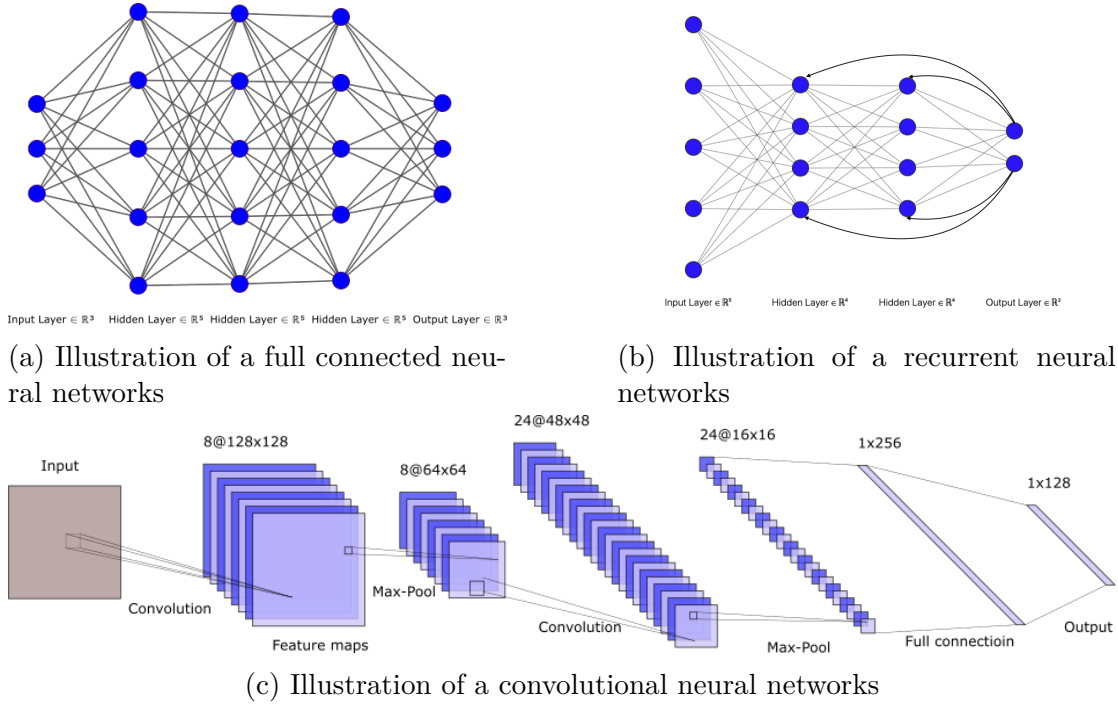 Input Layer ∈ ℝ³ Hidden Layer ∈ ℝ⁵ Hidden Layer ∈ ℝ⁵ Hidden Layer ∈ ℝ⁵ Output Layer ∈ ℝ³
(a) Illustration of a full connected neu-
ral networks
Input Layer ∈ ℝ⁵ Hidden Layer ∈ ℝ⁴ Hidden Layer ∈ ℝ⁴ Output Layer ∈ ℝ²
(b) Illustration of a recurrent neural
networks
Input
8@128x128
8@64x64
24@48x48
24@16x16
1x256
1x128
Convolution
Feature maps
Max-Pool
Convolution
Max-Pool
Full connectioin
Output
(c) Illustration of a convolutional neural networks